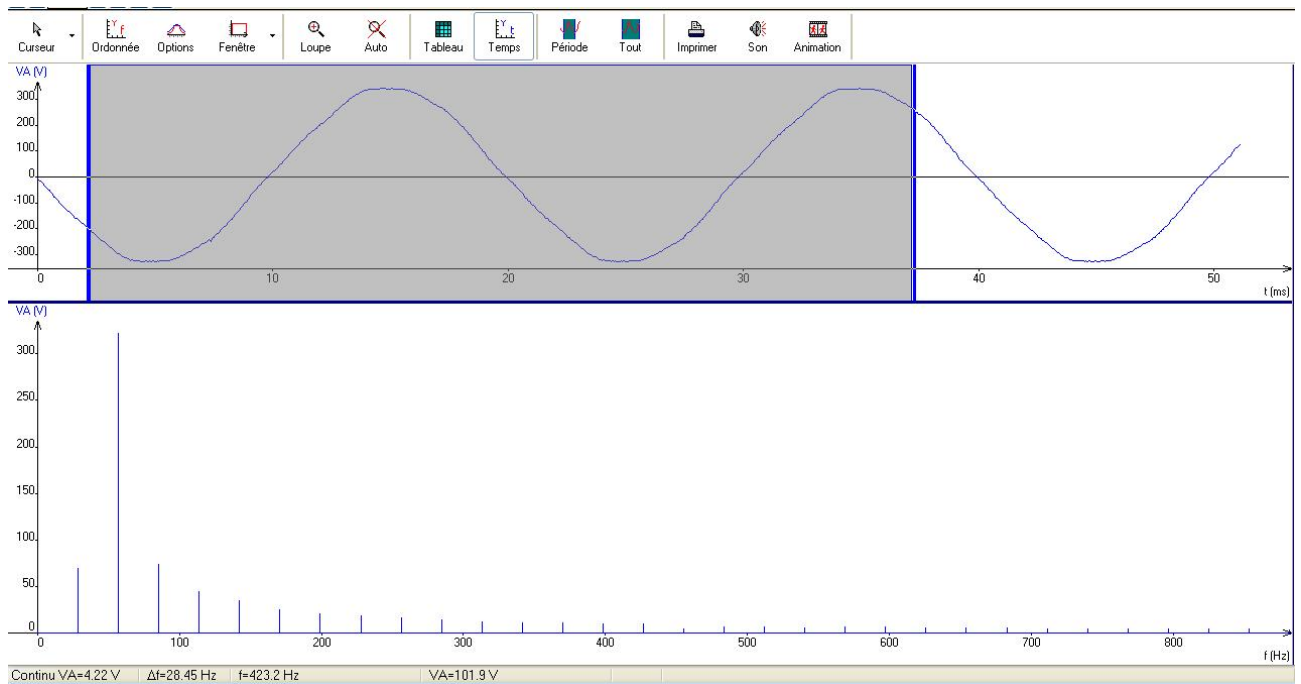 Curseur Ordonnée Options Fenêtre Loupe Auto Tableau Temps Période Tout Imprimer Son Animation
VA (V)
300
200
100
0
-100
-200
-300
0 10 20 30 40 50
t (ms)
VA (V)
300
250
200
150
100
50
0
0 100 200 300 400 500 600 700 800
f (Hz)
Continu VA=4.22 V Δf=28.45 Hz f=423.2 Hz VA=101.9 V